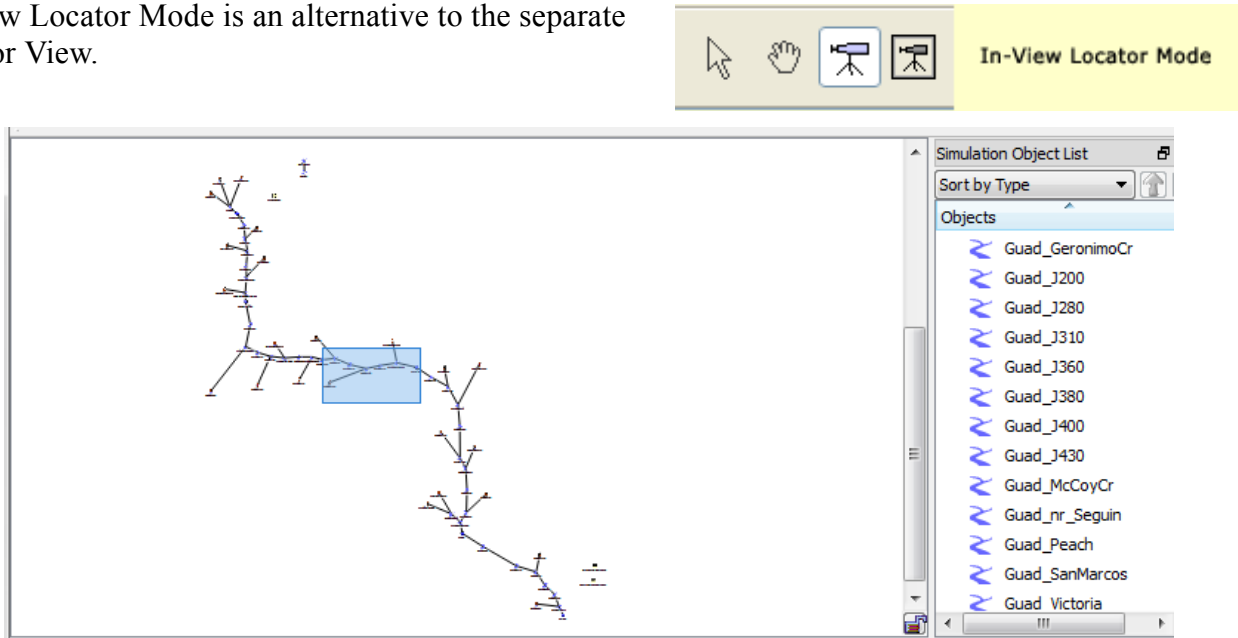 w Locator Mode is an alternative to the separate
or View.
In-View Locator Mode
Simulation Object List
Sort by Type
Objects
Guad_GeronimoCr
Guad_J200
Guad_J280
Guad_J310
Guad_J360
Guad_J380
Guad_J400
Guad_J430
Guad_McCoyCr
Guad_nr_Seguin
Guad_Peach
Guad_SanMarcos
Guad_Victoria